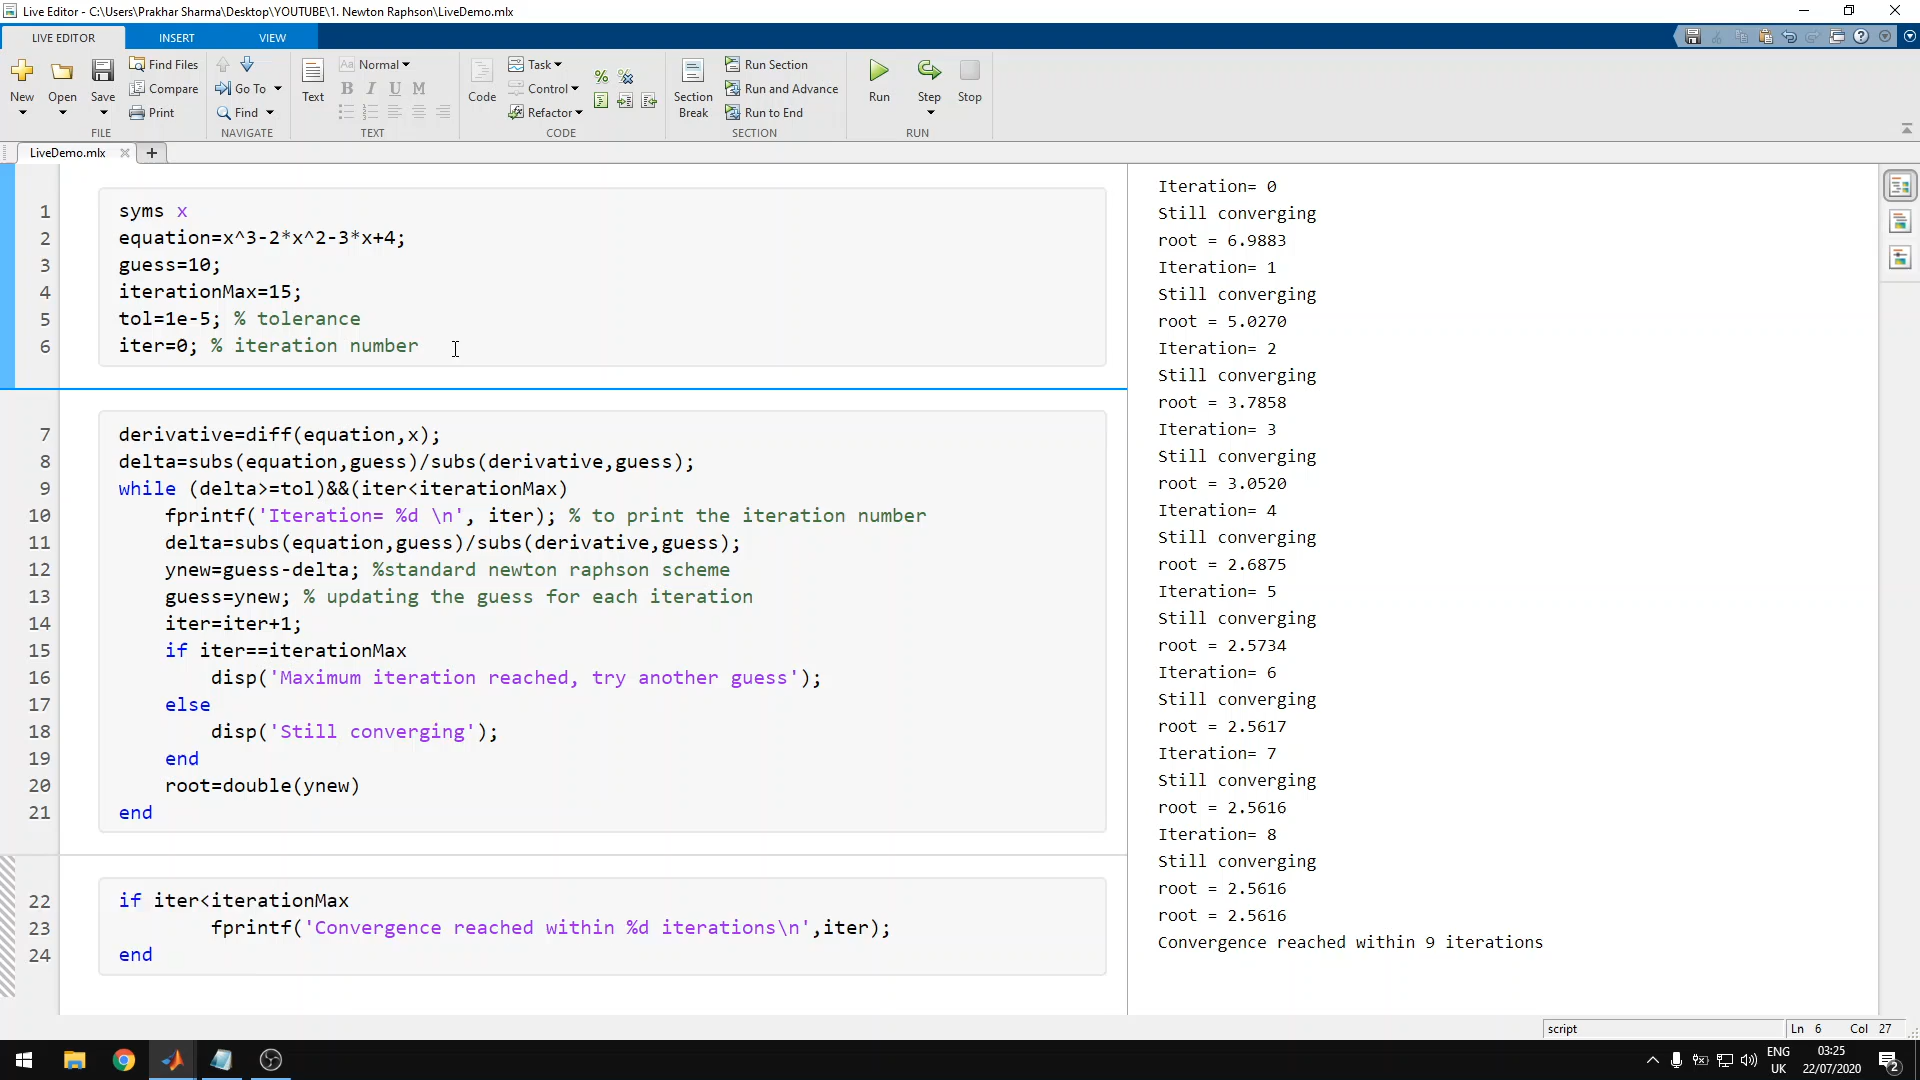 Live Editor - C:\Users\Prakhar Sharma\Desktop\YOUTUBE\1. Newton Raphson\LiveDemo.mlx
LIVE EDITOR INSERT VIEW
New Open Save Find Files Compare Print
FILE
Go To Find
NAVIGATE
Text Aa Normal B I U M
TEXT
Code Task Control Refactor
CODE
Section Break Run Section Run and Advance Run to End
SECTION
Run Step Stop
RUN
LiveDemo.mlx
1 syms x
2 equation=x^3-2*x^2-3*x+4;
3 guess=10;
4 iterationMax=15;
5 tol=1e-5; % tolerance
6 iter=0; % iteration number
7 derivative=diff(equation,x);
8 delta=subs(equation,guess)/subs(derivative,guess);
9 while (delta>=tol)&&(iter<iterationMax)
10 fprintf('Iteration= %d \n', iter); % to print the iteration number
11 delta=subs(equation,guess)/subs(derivative,guess);
12 ynew=guess-delta; %standard newton raphson scheme
13 guess=ynew; % updating the guess for each iteration
14 iter=iter+1;
15 if iter==iterationMax
16 disp('Maximum iteration reached, try another guess');
17 else
18 disp('Still converging');
19 end
20 root=double(ynew)
21 end
22 if iter<iterationMax
23 fprintf('Convergence reached within %d iterations\n',iter);
24 end
Iteration= 0
Still converging
root = 6.9883
Iteration= 1
Still converging
root = 5.0270
Iteration= 2
Still converging
root = 3.7858
Iteration= 3
Still converging
root = 3.0520
Iteration= 4
Still converging
root = 2.6875
Iteration= 5
Still converging
root = 2.5734
Iteration= 6
Still converging
root = 2.5617
Iteration= 7
Still converging
root = 2.5616
Iteration= 8
Still converging
root = 2.5616
root = 2.5616
Convergence reached within 9 iterations
script Ln 6 Col 27
ENG
UK
03:25
22/07/2020
2